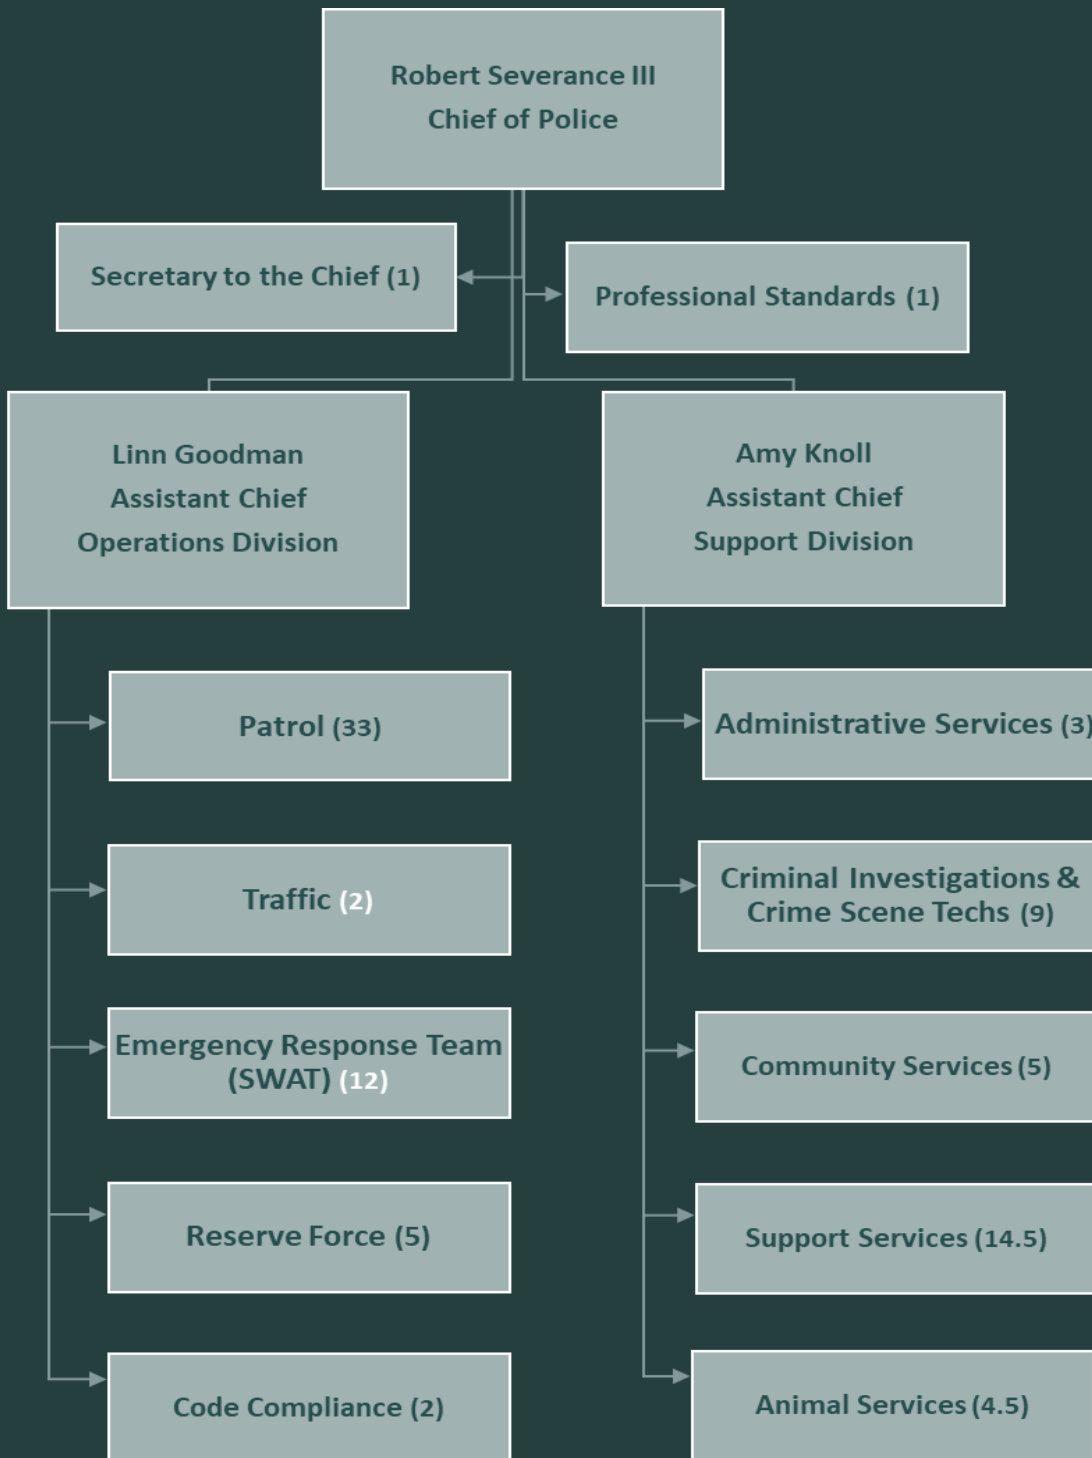 Robert Severance III
Chief of Police
Secretary to the Chief (1)
Professional Standards (1)
Linn Goodman
Assistant Chief
Operations Division
Amy Knoll
Assistant Chief
Support Division
Patrol (33)
Traffic (2)
Emergency Response Team
(SWAT) (12)
Reserve Force (5)
Code Compliance (2)
Administrative Services (3)
Criminal Investigations &
Crime Scene Techs (9)
Community Services (5)
Support Services (14.5)
Animal Services (4.5)